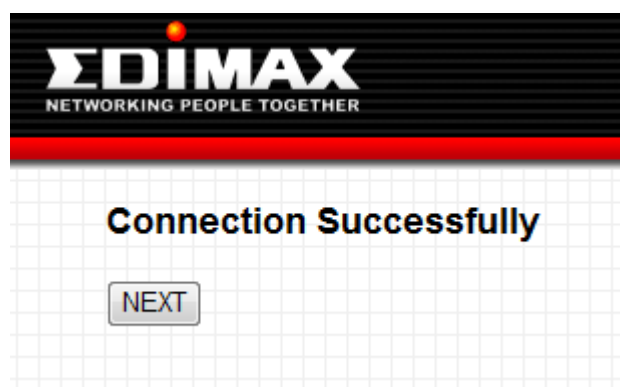 EDIMAX
NETWORKING PEOPLE TOGETHER
Connection Successfully
NEXT